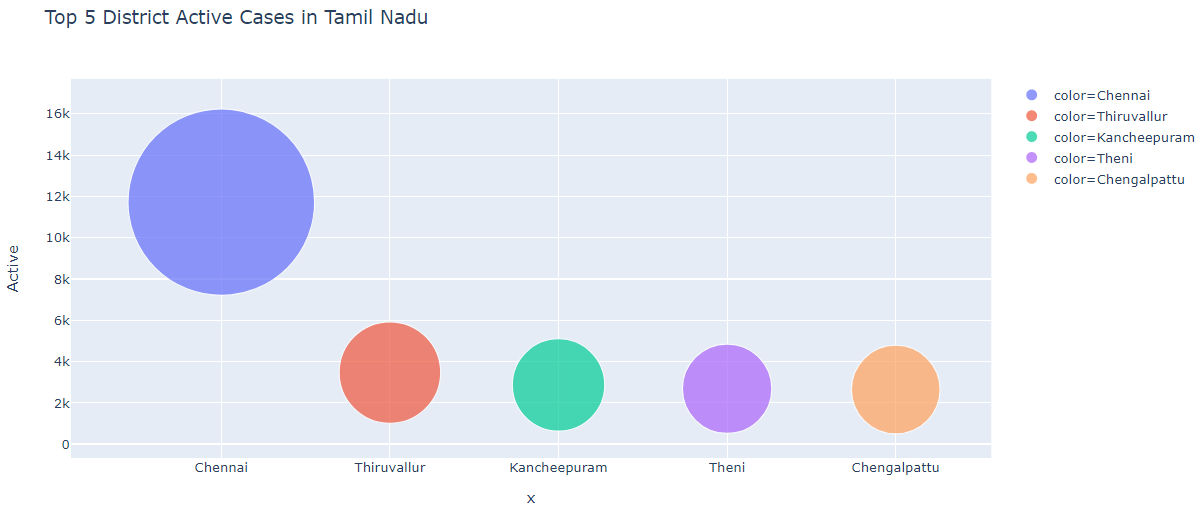 Top 5 District Active Cases in Tamil Nadu
16k
14k
12k
10k
8k
6k
4k
2k
0
Active
Chennai
Thiruvallur
Kancheepuram
Theni
Chengalpattu
x
color=Chennai
color=Thiruvallur
color=Kancheepuram
color=Theni
color=Chengalpattu